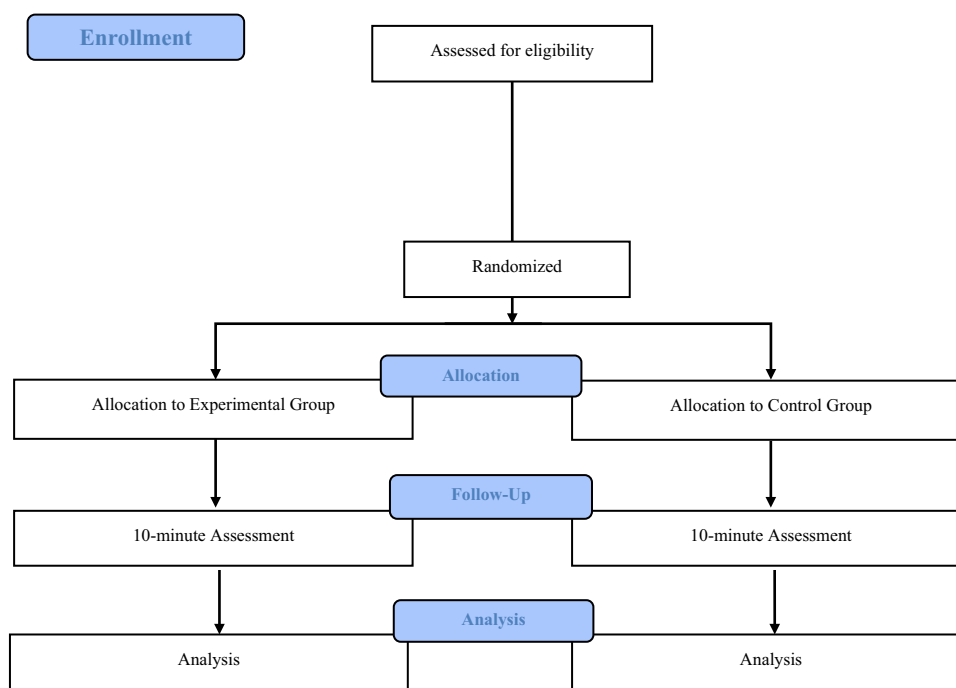 Enrollment
Assessed for eligibility
Randomized
Allocation
Allocation to Experimental Group
Allocation to Control Group
Follow-Up
10-minute Assessment
10-minute Assessment
Analysis
Analysis
Analysis